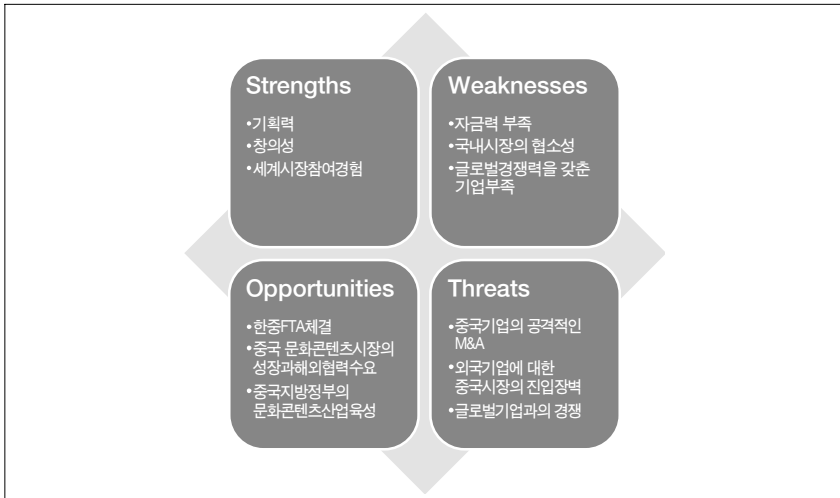 Strengths
•기획력
•창의성
•세계시장참여경험
Weaknesses
•자금력 부족
•국내시장의 협소성
•글로벌경쟁력을 갖춘
기업부족
Opportunities
•한중FTA체결
•중국 문화콘텐츠시장의
성장과해외협력수요
•중국지방정부의
문화콘텐츠산업육성
Threats
•중국기업의 공격적인
M&A
•외국기업에 대한
중국시장의 진입장벽
•글로벌기업과의 경쟁